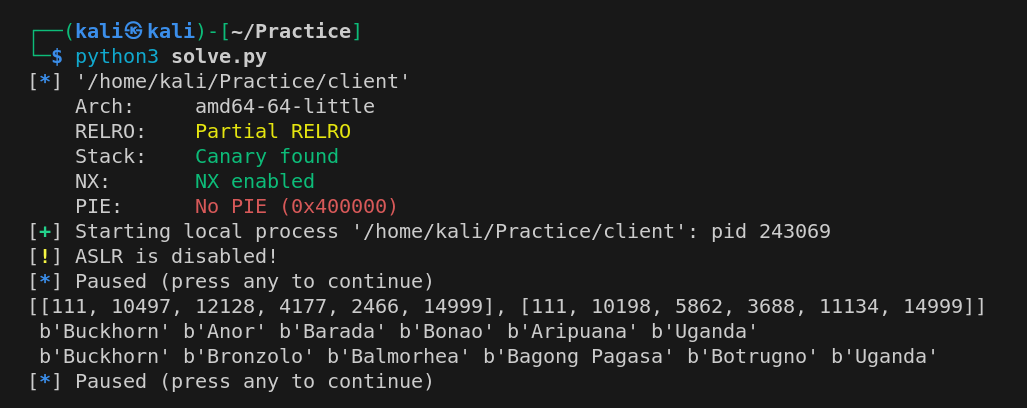 ┌──(kali㉿kali)-[~/Practice]
└─$ python3 solve.py
[*] '/home/kali/Practice/client'
    Arch:     amd64-64-little
    RELRO:    Partial RELRO
    Stack:    Canary found
    NX:       NX enabled
    PIE:      No PIE (0x400000)
[+] Starting local process '/home/kali/Practice/client': pid 243069
[!] ASLR is disabled!
[*] Paused (press any to continue)
[[111, 10497, 12128, 4177, 2466, 14999], [111, 10198, 5862, 3688, 11134, 14999]]
 b'Buckhorn' b'Anor' b'Barada' b'Bonao' b'Aripuana' b'Uganda'
 b'Buckhorn' b'Bronzolo' b'Balmorhea' b'Bagong Pagasa' b'Botrugno' b'Uganda'
[*] Paused (press any to continue)